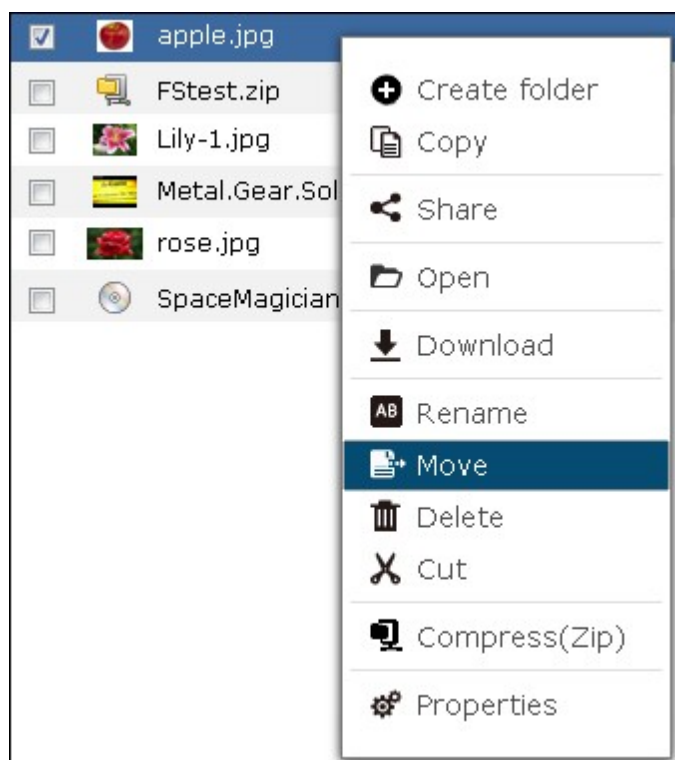 apple.jpg
FStest.zip
Lily-1.jpg
Metal.Gear.Sol
rose.jpg
SpaceMagician
Create folder
Copy
Share
Open
Download
AB Rename
Move
Delete
Cut
Compress(Zip)
Properties